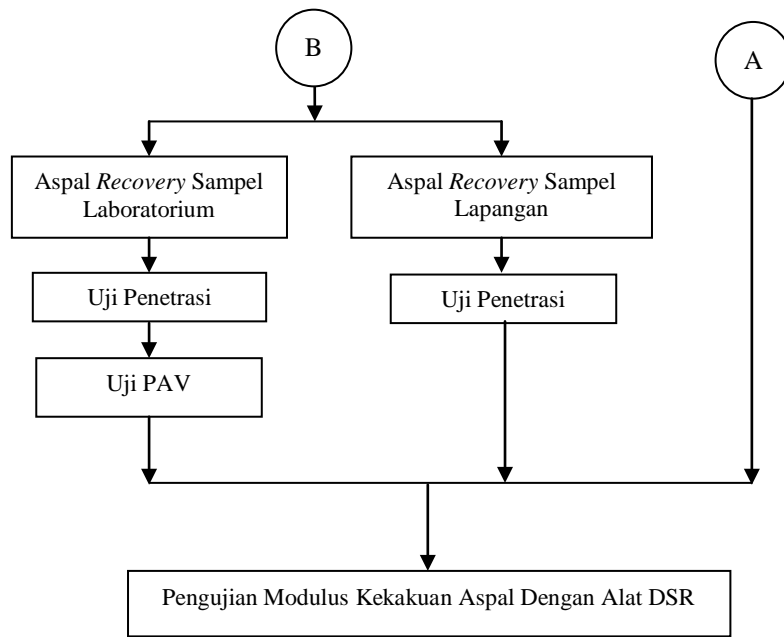 B
A
Aspal Recovery Sampel
Laboratorium
Aspal Recovery Sampel
Lapangan
Uji Penetrasi
Uji Penetrasi
Uji PAV
Pengujian Modulus Kekakuan Aspal Dengan Alat DSR